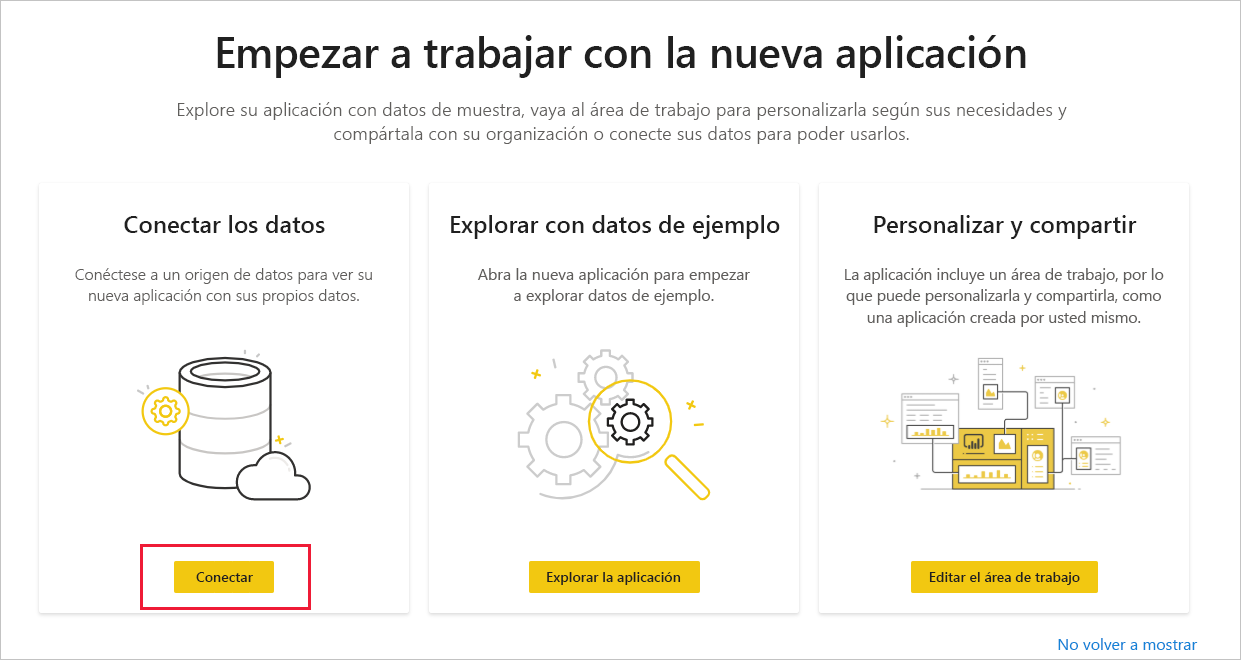 Empezar a trabajar con la nueva aplicación
Explore su aplicación con datos de muestra, vaya al área de trabajo para personalizarla según sus necesidades y
compártala con su organización o conecte sus datos para poder usarlos.
Conectar los datos
Conéctese a un origen de datos para ver su
nueva aplicación con sus propios datos.
Conectar
Explorar con datos de ejemplo
Abra la nueva aplicación para empezar
a explorar datos de ejemplo.
Explorar la aplicación
Personalizar y compartir
La aplicación incluye un área de trabajo, por lo
que puede personalizarla y compartirla, como
una aplicación creada por usted mismo.
Editar el área de trabajo
No volver a mostrar